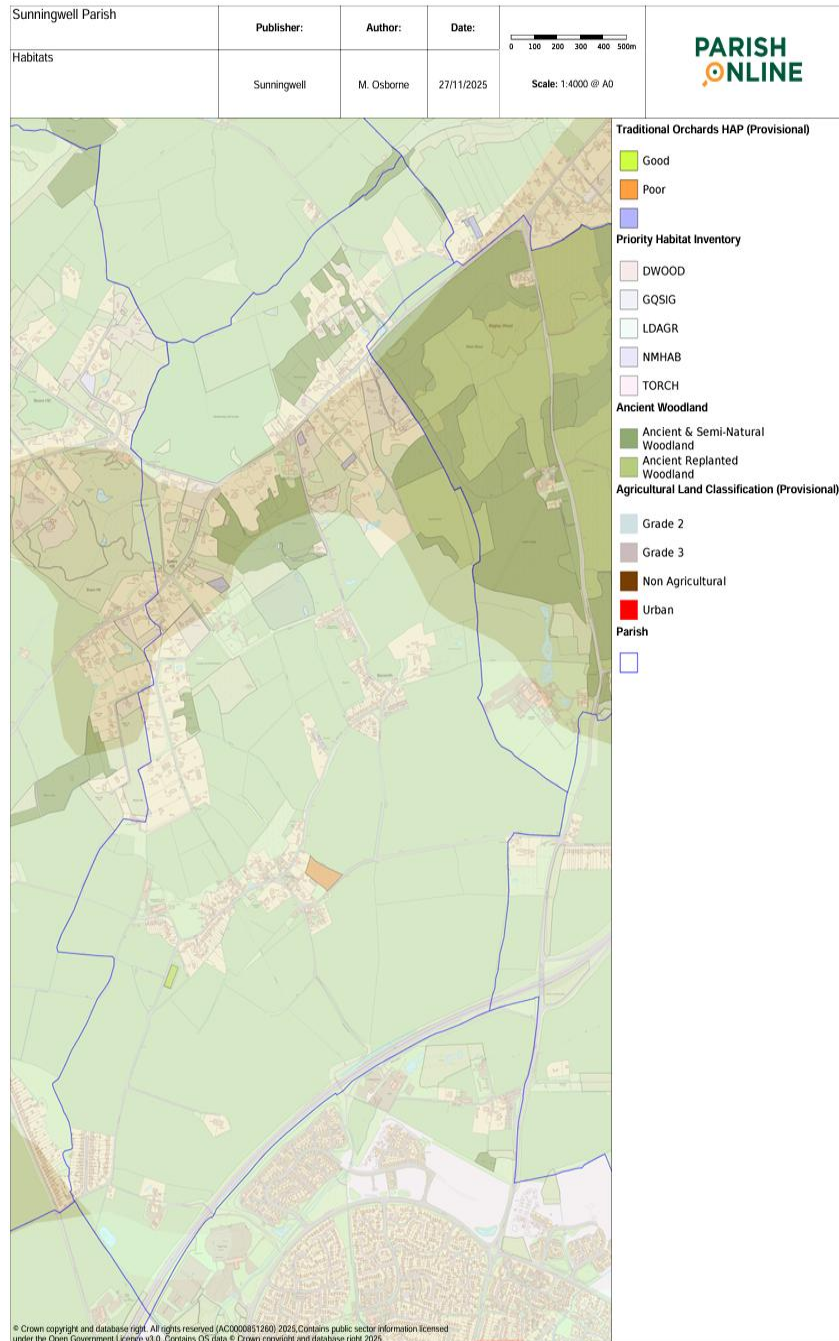 Sunningwell Parish
Publisher:
Author:
Date:
0 100 200 300 400 500m
PARISH
ONLINE
Habitats
Sunningwell
M. Osborne
27/11/2025
Scale: 1:4000 @ A0
Traditional Orchards HAP (Provisional)
Good
Poor
Priority Habitat Inventory
DWOOD
GQSIG
LDAGR
NMHAB
TORCH
Ancient Woodland
Ancient & Semi-Natural
Woodland
Ancient Replanted
Woodland
Agricultural Land Classification (Provisional)
Grade 2
Grade 3
Non Agricultural
Urban
Parish
© Crown copyright and database right. All rights reserved (AC0000851260) 2025,Contains public sector information licensed
under the Open Government Licence v3.0, Contains OS data © Crown copyright and database right 2025